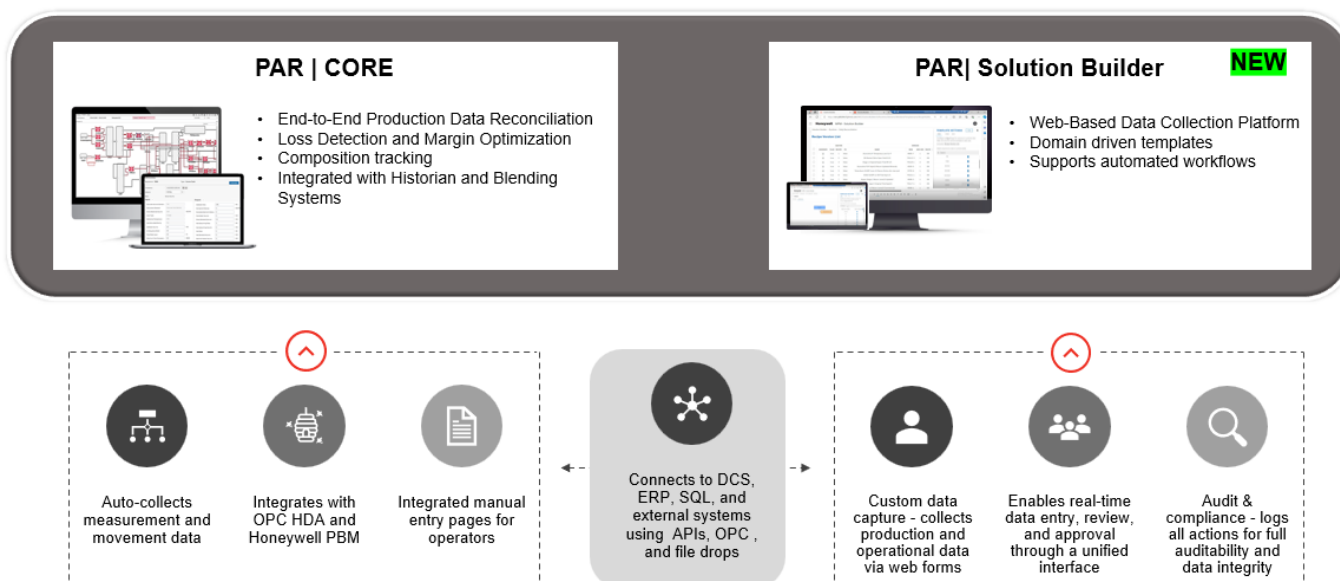 PAR | CORE
End-to-End Production Data Reconciliation
Loss Detection and Margin Optimization
Composition tracking
Integrated with Historian and Blending
Systems
PAR| Solution Builder
NEW
Honeywell
Web-Based Data Collection Platform
Domain driven templates
Supports automated workflows
Auto-collects
measurement and
movement data
Integrates with
OPC HDA and
Honeywell PBM
Integrated manual
entry pages for
operators
Connects to DCS,
ERP, SQL, and
external systems
using APIs, OPC ,
and file drops
Custom data
capture - collects
production and
operational data
via web forms
Enables real-time
data entry, review,
and approval
through a unified
interface
Audit &
compliance - logs
all actions for full
auditability and
data integrity